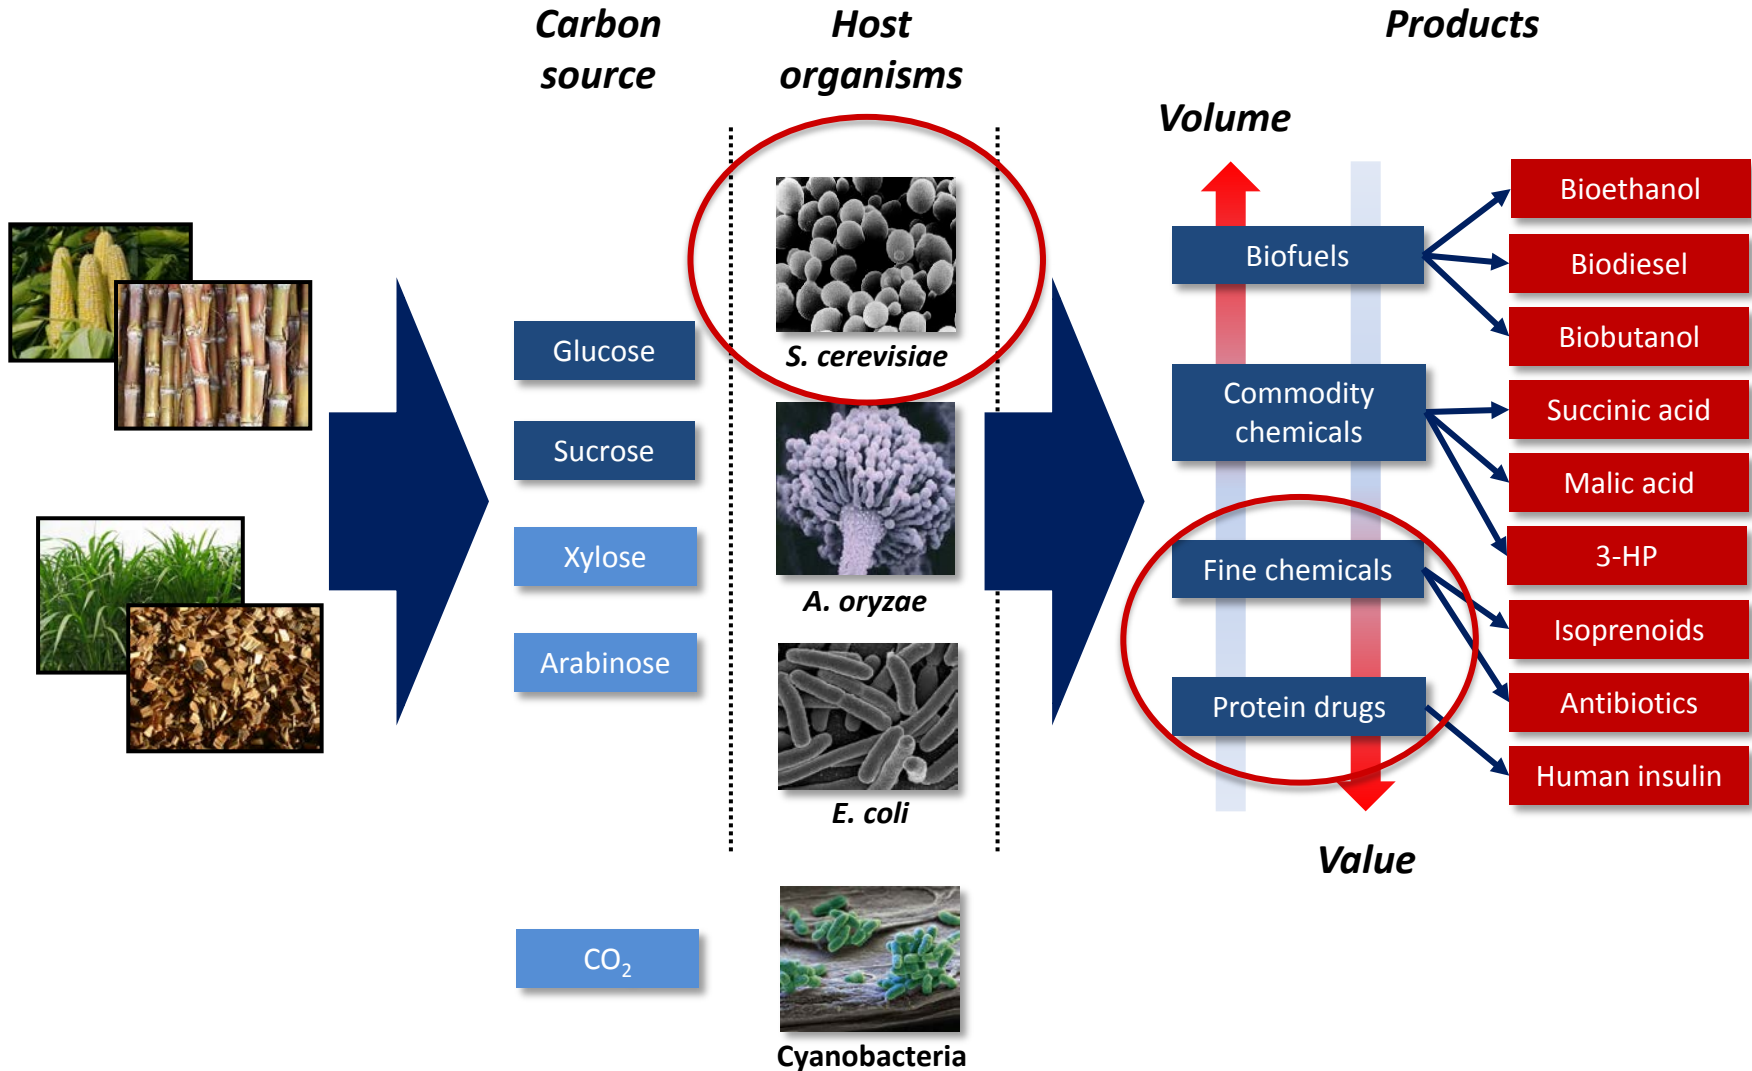 Carbon
source
Host
organisms
Products
Volume
Glucose
Sucrose
Xylose
Arabinose
CO₂
S. cerevisiae
A. oryzae
E. coli
Cyanobacteria
Biofuels
Commodity
chemicals
Fine chemicals
Protein drugs
Value
Bioethanol
Biodiesel
Biobutanol
Succinic acid
Malic acid
3-HP
Isoprenoids
Antibiotics
Human insulin